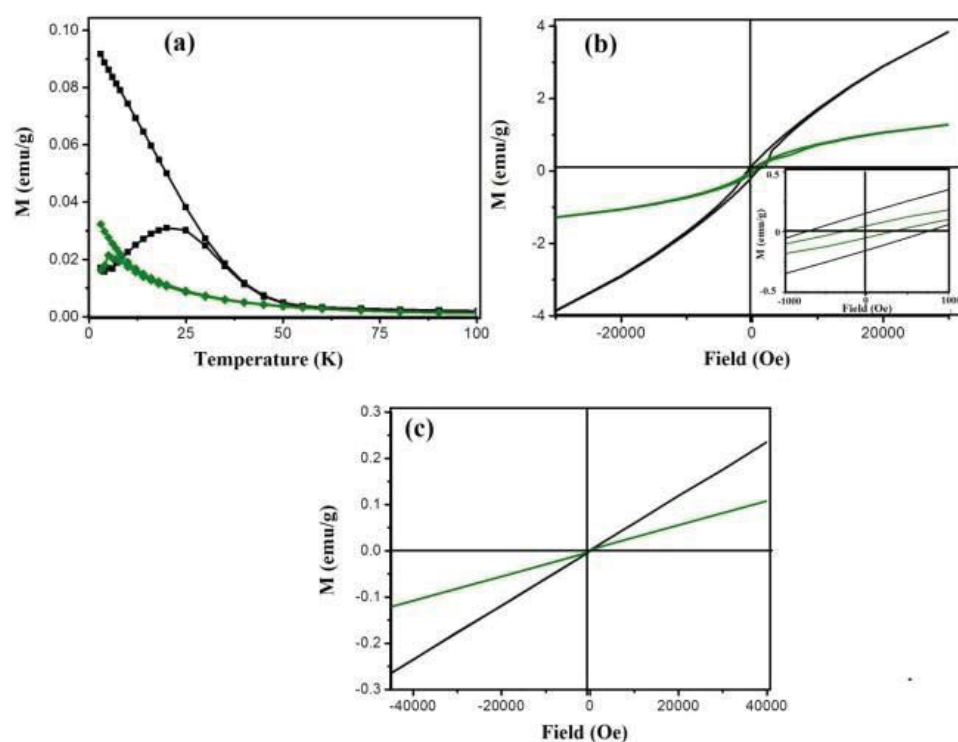 (a)
M (emu/g)
0.10
0.08
0.06
0.04
0.02
0.00
0 25 50 75 100
Temperature (K)
(b)
M (emu/g)
4
2
0
-2
-4
-20000 0 20000
Field (Oe)
M (emu/g)
0.5
0
-0.5
-1000 0 1000
Field (Oe)
(c)
M (emu/g)
0.3
0.2
0.1
0.0
-0.1
-0.2
-0.3
-40000 -20000 0 20000 40000
Field (Oe)